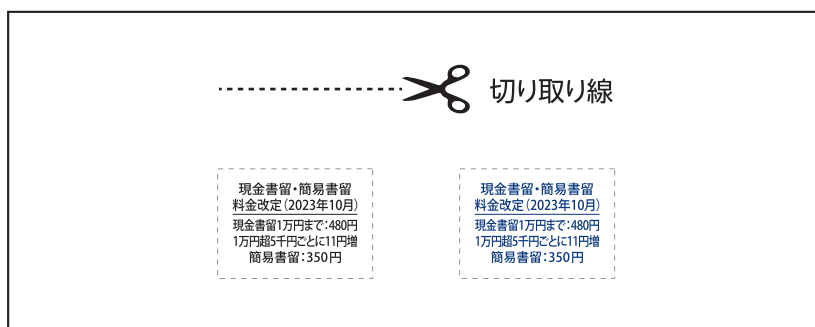 切り取り線
現金書留・簡易書留
料金改定(2023年10月)
現金書留1万円まで:480円
1万円超5千円ごとに11円増
簡易書留:350円
現金書留・簡易書留
料金改定(2023年10月)
現金書留1万円まで:480円
1万円超5千円ごとに11円増
簡易書留:350円